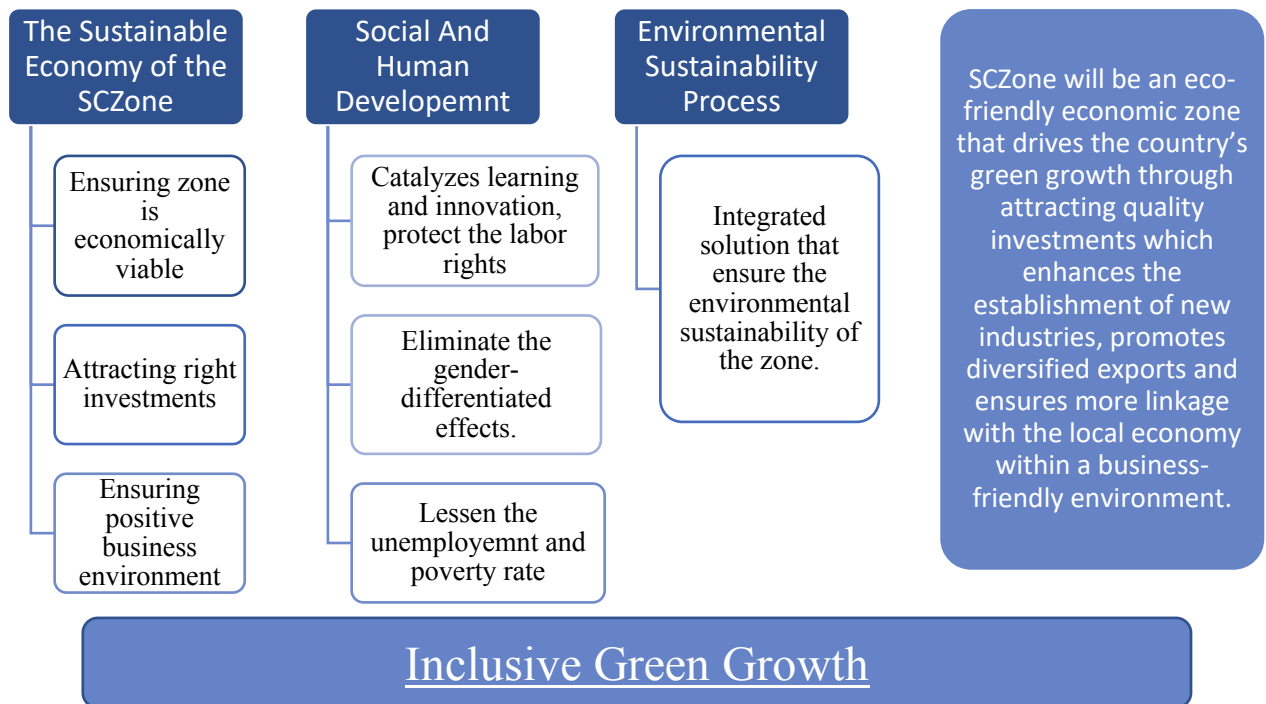 The Sustainable
Economy of the
SCZone
Ensuring zone
is
economically
viable
Attracting right
investments
Ensuring
positive
business
environment
Social And
Human
Developemnt
Catalyzes learning
and innovation,
protect the labor
rights
Eliminate the
gender-
differentiated
effects.
Lessen the
unemployemnt and
poverty rate
Environmental
Sustainability
Process
Integrated
solution that
ensure the
environmental
sustainability of
the zone.
SCZone will be an eco-
friendly economic zone
that drives the country’s
green growth through
attracting quality
investments which
enhances the
establishment of new
industries, promotes
diversified exports and
ensures more linkage
with the local economy
within a business-
friendly environment.
Inclusive Green Growth